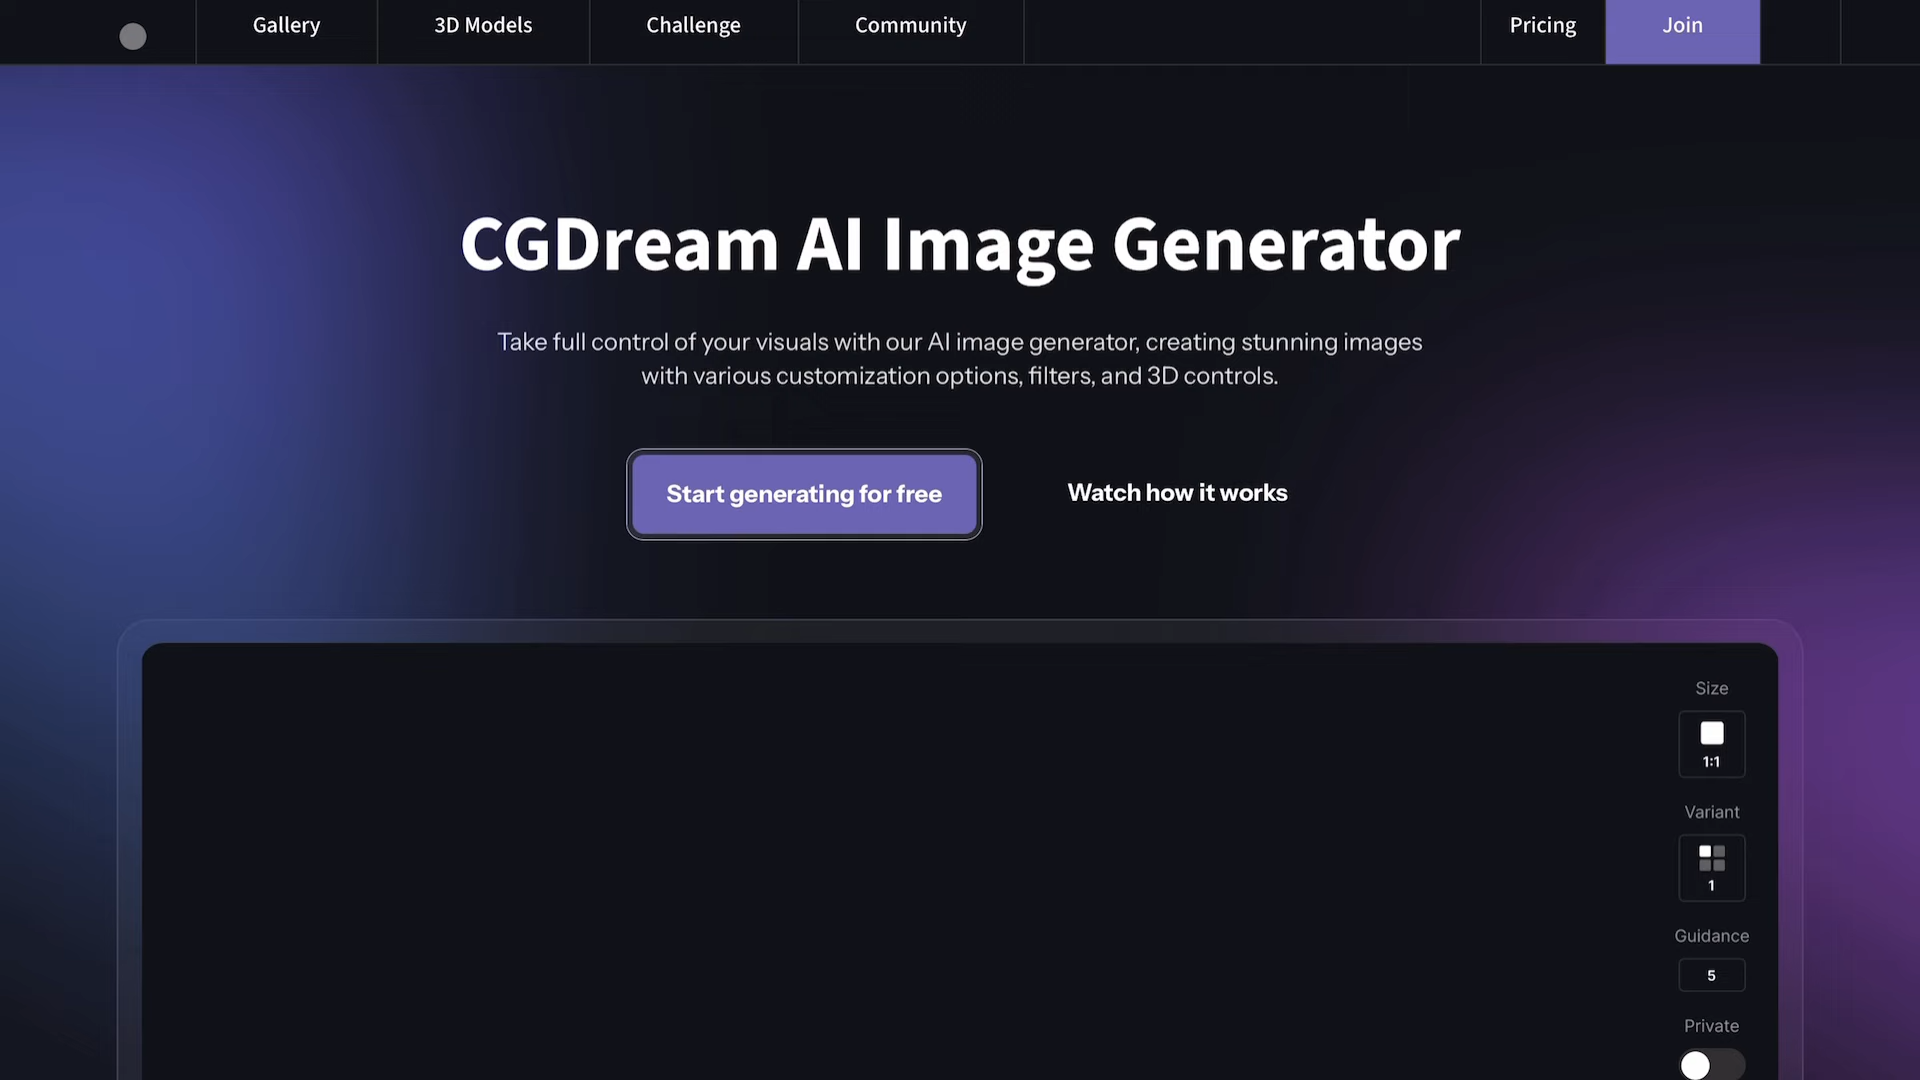 Gallery
3D Models
Challenge
Community
Pricing
Join
CGDream AI Image Generator
Take full control of your visuals with our AI image generator, creating stunning images
with various customization options, filters, and 3D controls.
Start generating for free
Watch how it works
Size
1:1
Variant
1
Guidance
5
Private